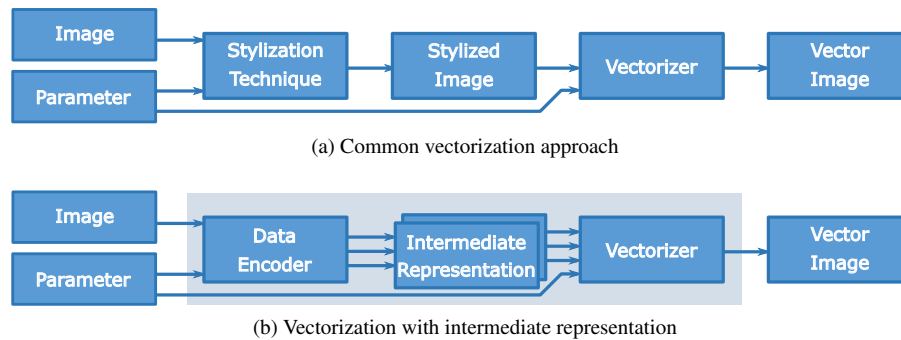 Image
Parameter
Stylization
Technique
Stylized
Image
Vectorizer
Vector
Image
(a) Common vectorization approach
Image
Parameter
Data
Encoder
Intermediate
Representation
Vectorizer
Vector
Image
(b) Vectorization with intermediate representation